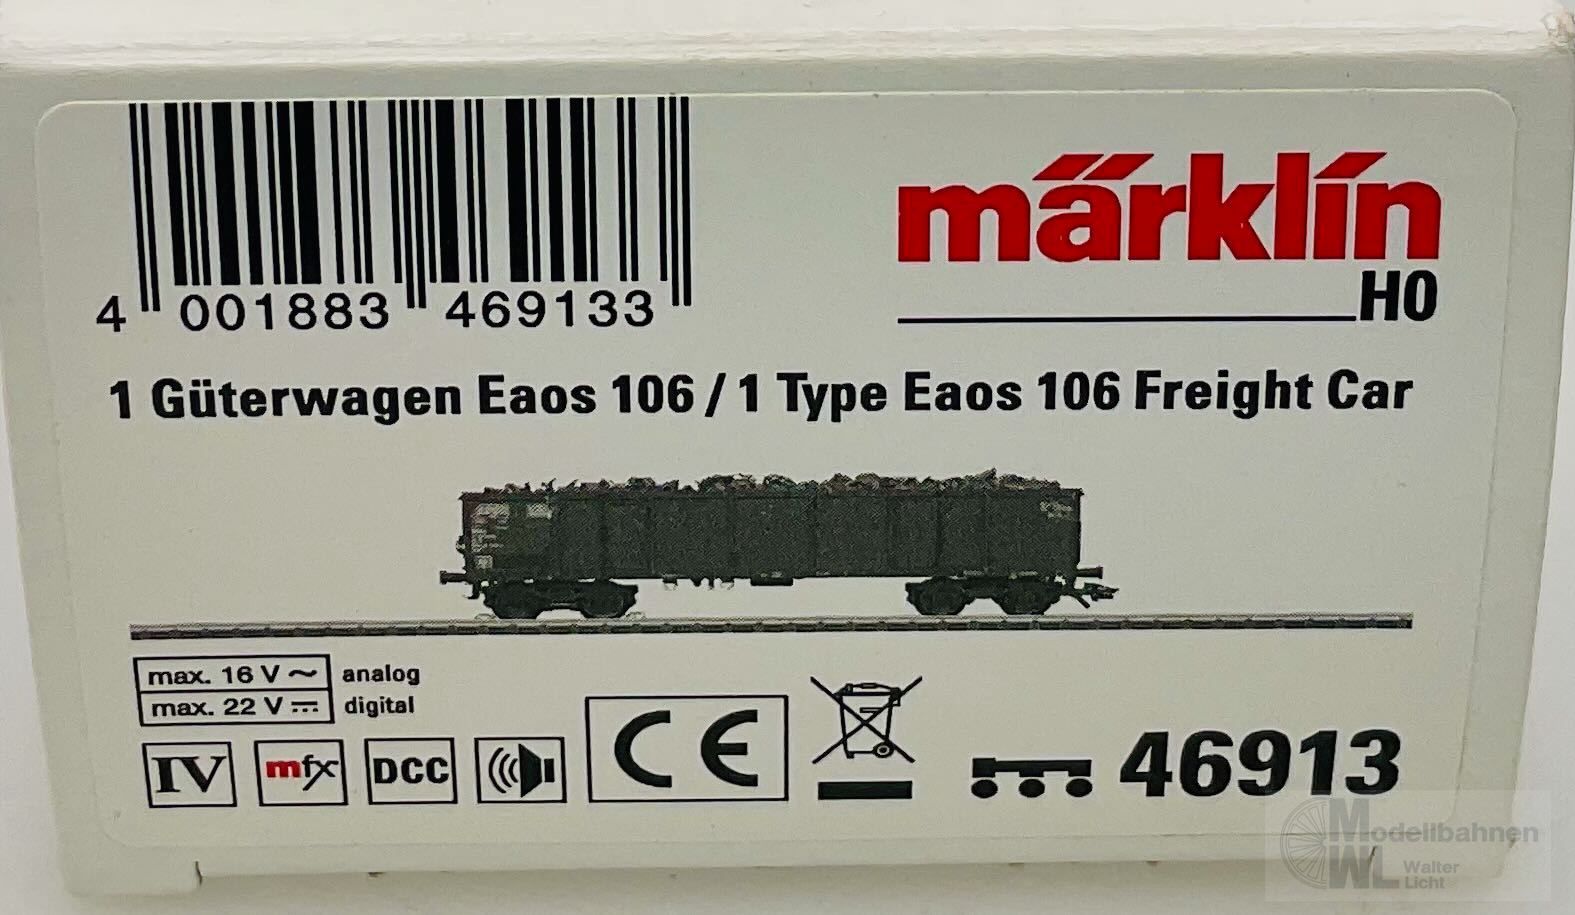 4 001883 469133
märklin
H0
1 Güterwagen Eaos 106 / 1 Type Eaos 106 Freight Car
max. 16 V ~ analog
max. 22 V ⎓ digital
IV mfx DCC CE 46913
Modellbahnen
WL Walter
Licht